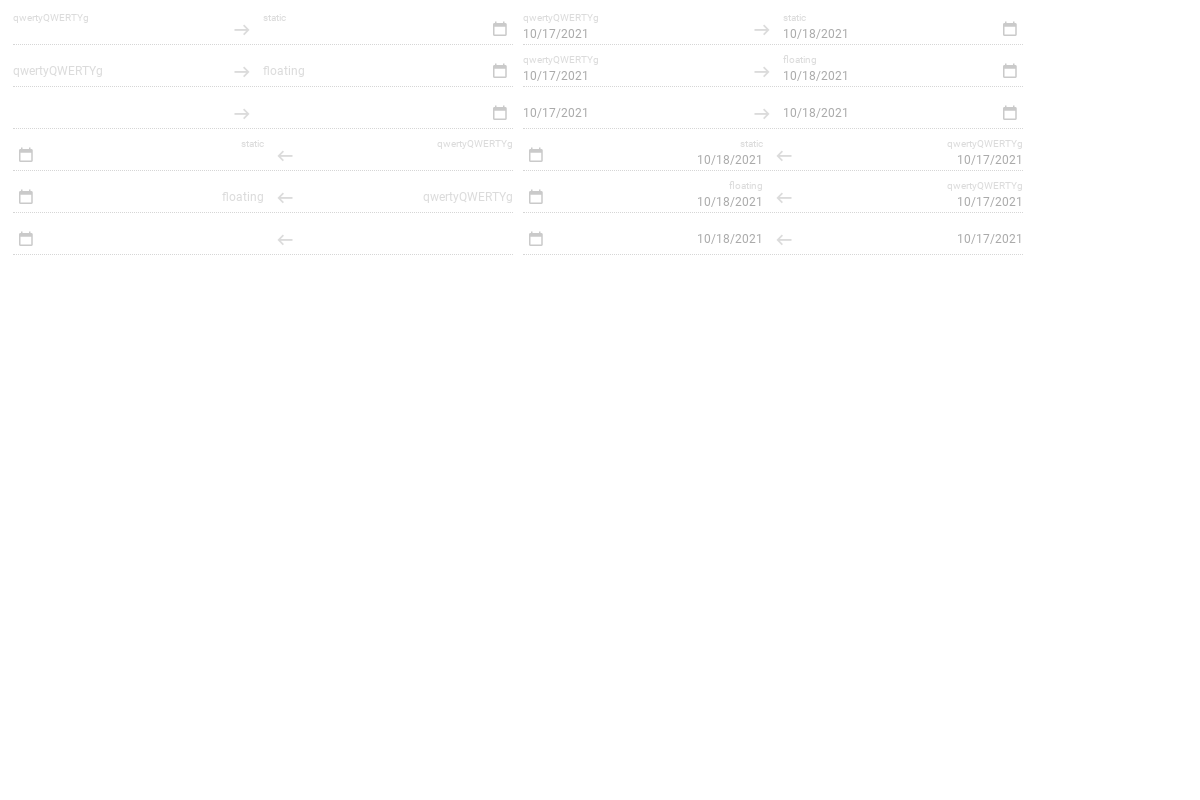 qwertyQWERTYg static qwertyQWERTYg static
10/17/2021 10/18/2021
qwertyQWERTYg floating qwertyQWERTYg floating
10/17/2021 10/18/2021
10/17/2021 10/18/2021
static qwertyQWERTYg static qwertyQWERTYg
10/18/2021 10/17/2021
floating qwertyQWERTYg floating qwertyQWERTYg
10/18/2021 10/17/2021
10/18/2021 10/17/2021